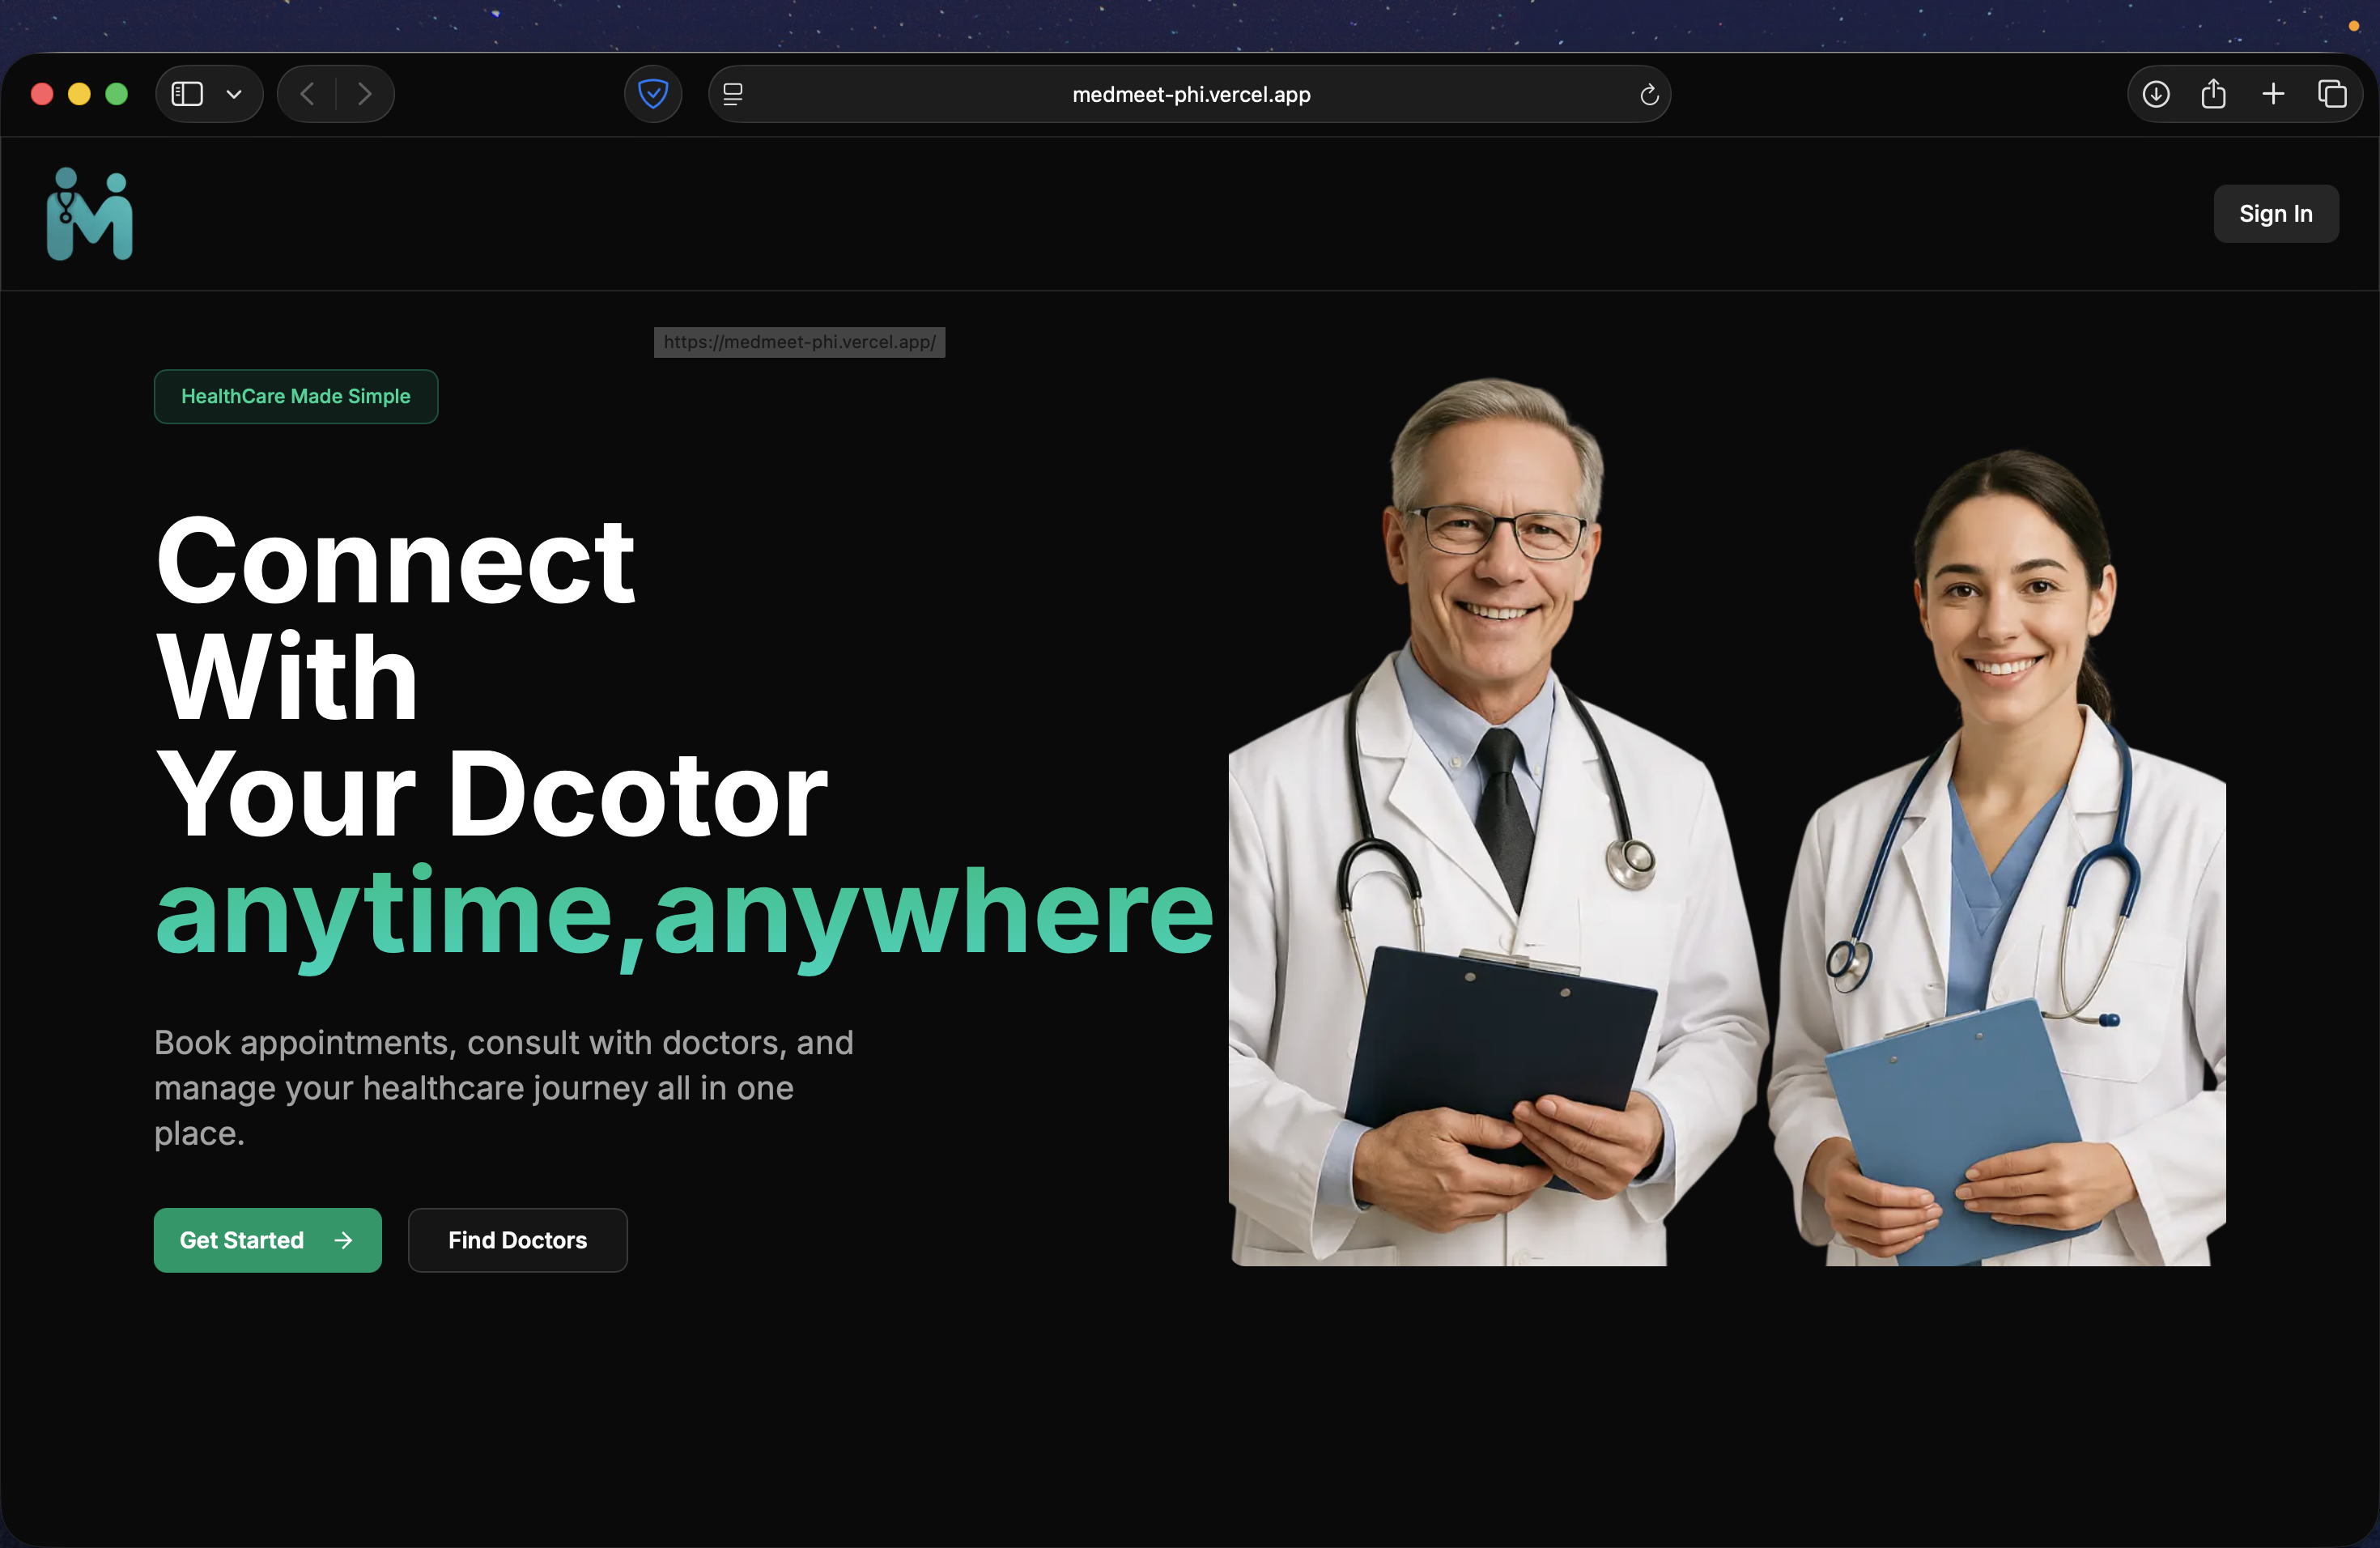 medmeet-phi.vercel.app
Sign In
https://medmeet-phi.vercel.app/
HealthCare Made Simple
Connect
With
Your Dcotor
anytime,anywhere
Book appointments, consult with doctors, and
manage your healthcare journey all in one
place.
Get Started
Find Doctors